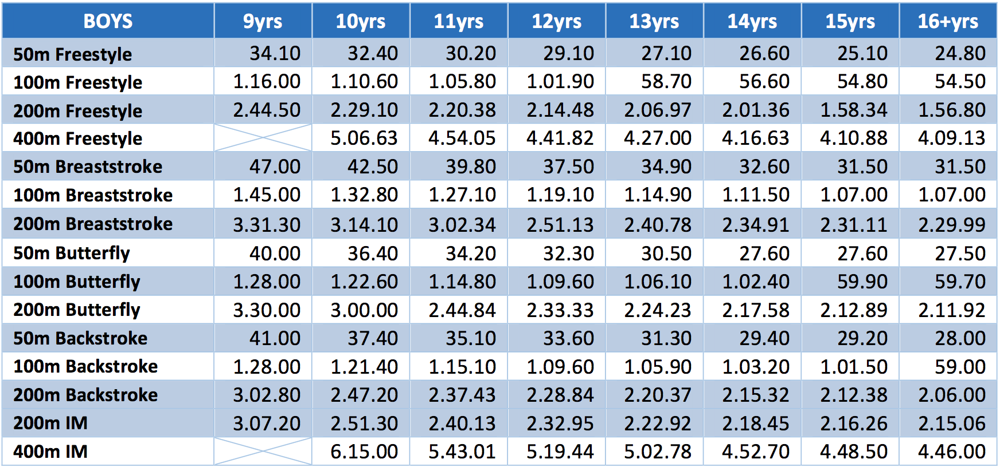 BOYS 9yrs 10yrs 11yrs 12yrs 13yrs 14yrs 15yrs 16+yrs
50m Freestyle 34.10 32.40 30.20 29.10 27.10 26.60 25.10 24.80
100m Freestyle 1.16.00 1.10.60 1.05.80 1.01.90 58.70 56.60 54.80 54.50
200m Freestyle 2.44.50 2.29.10 2.20.38 2.14.48 2.06.97 2.01.36 1.58.34 1.56.80
400m Freestyle 5.06.63 4.54.05 4.41.82 4.27.00 4.16.63 4.10.88 4.09.13
50m Breaststroke 47.00 42.50 39.80 37.50 34.90 32.60 31.50 31.50
100m Breaststroke 1.45.00 1.32.80 1.27.10 1.19.10 1.14.90 1.11.50 1.07.00 1.07.00
200m Breaststroke 3.31.30 3.14.10 3.02.34 2.51.13 2.40.78 2.34.91 2.31.11 2.29.99
50m Butterfly 40.00 36.40 34.20 32.30 30.50 27.60 27.60 27.50
100m Butterfly 1.28.00 1.22.60 1.14.80 1.09.60 1.06.10 1.02.40 59.90 59.70
200m Butterfly 3.30.00 3.00.00 2.44.84 2.33.33 2.24.23 2.17.58 2.12.89 2.11.92
50m Backstroke 41.00 37.40 35.10 33.60 31.30 29.40 29.20 28.00
100m Backstroke 1.28.00 1.21.40 1.15.10 1.09.60 1.05.90 1.03.20 1.01.50 59.00
200m Backstroke 3.02.80 2.47.20 2.37.43 2.28.84 2.20.37 2.15.32 2.12.38 2.06.00
200m IM 3.07.20 2.51.30 2.40.13 2.32.95 2.22.92 2.18.45 2.16.26 2.15.06
400m IM 6.15.00 5.43.01 5.19.44 5.02.78 4.52.70 4.48.50 4.46.00